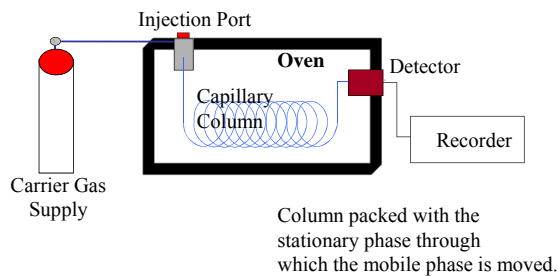 Injection Port
Oven
Detector
Capillary
Column
Recorder
Carrier Gas
Supply
Column packed with the
stationary phase through
which the mobile phase is moved.